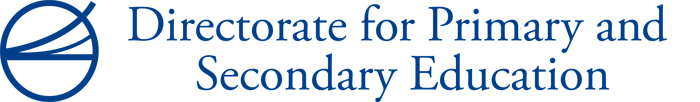 Directorate for Primary and
Secondary Education